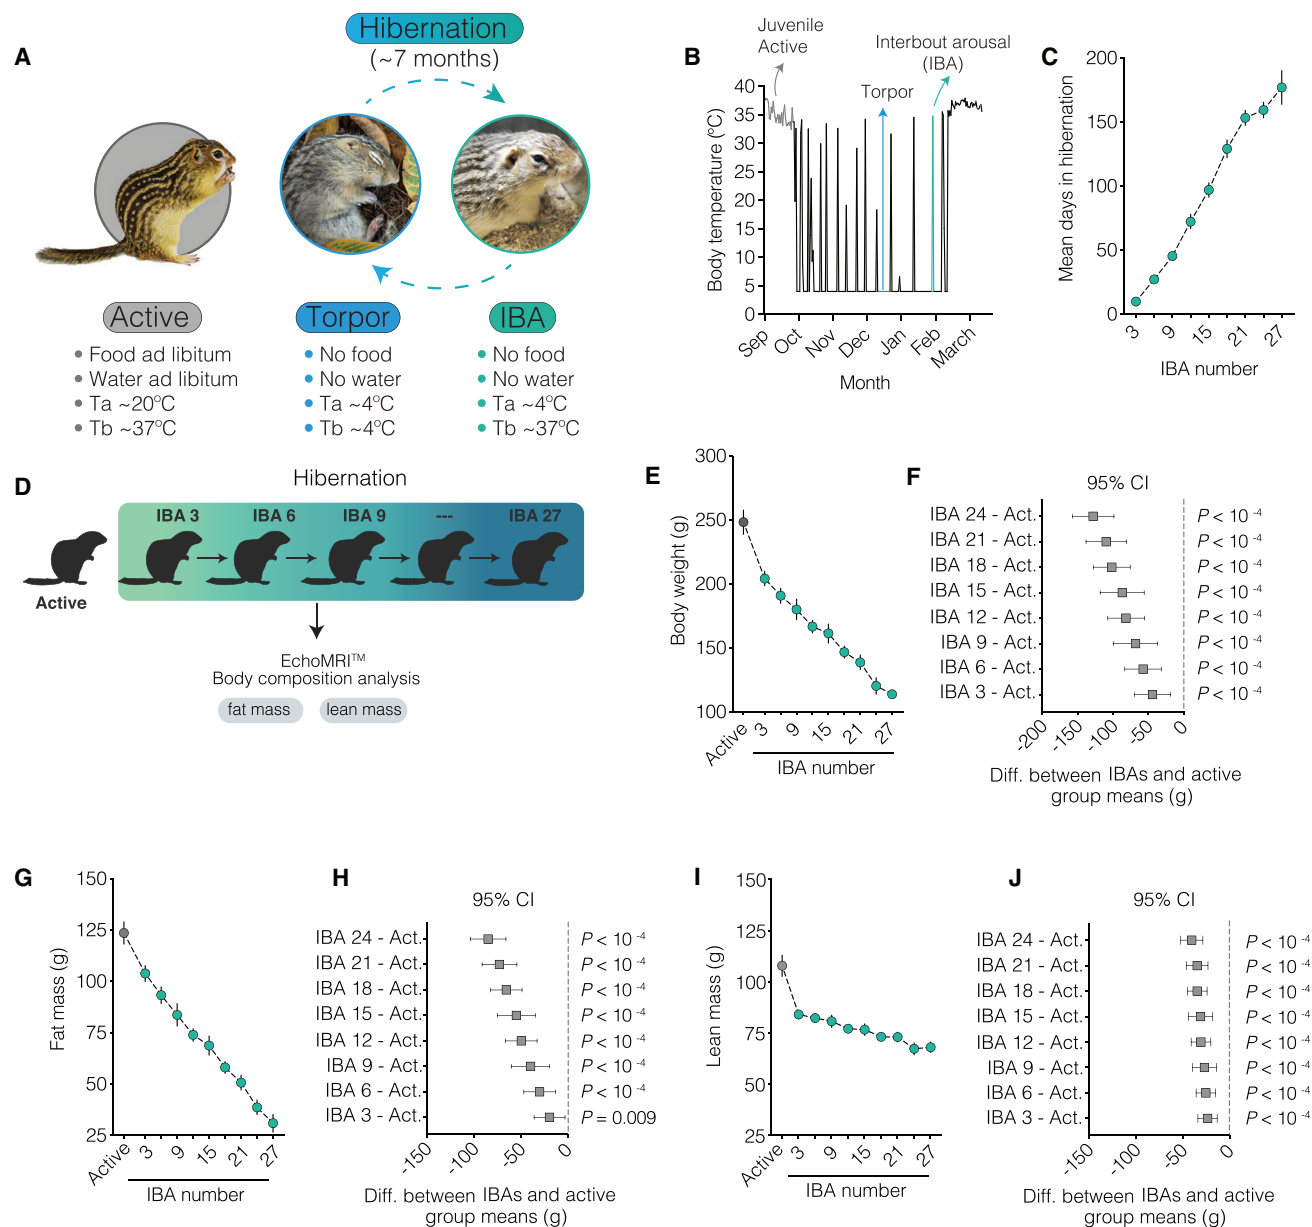 A
Hibernation
(~7 months)
Active
Food ad libitum
Water ad libitum
Ta ~20ºC
Tb ~37ºC
Torpor
No food
No water
Ta ~4ºC
Tb ~4ºC
IBA
No food
No water
Ta ~4ºC
Tb ~37ºC
B
Juvenile
Active
Interbout arousal
(IBA)
Torpor
Body temperature (ºC)
40
35
30
25
20
15
10
5
0
Sep
Oct
Nov
Dec
Jan
Feb
March
Month
C
Mean days in hibernation
200
150
100
50
0
3
9
15
21
27
IBA number
D
Hibernation
IBA 3
IBA 6
IBA 9
---
IBA 27
Active
EchoMRI™
Body composition analysis
fat mass
lean mass
E
Body weight (g)
300
250
200
150
100
Active
3
9
15
21
27
IBA number
F
95% CI
IBA 24 - Act. P < 10 -4
IBA 21 - Act. P < 10 -4
IBA 18 - Act. P < 10 -4
IBA 15 - Act. P < 10 -4
IBA 12 - Act. P < 10 -4
IBA 9 - Act. P < 10 -4
IBA 6 - Act. P < 10 -4
IBA 3 - Act. P < 10 -4
-200
-150
-100
-50
0
Diff. between IBAs and active
group means (g)
G
Fat mass (g)
150
125
100
75
50
25
Active
3
9
15
21
27
IBA number
H
95% CI
IBA 24 - Act. P < 10 -4
IBA 21 - Act. P < 10 -4
IBA 18 - Act. P < 10 -4
IBA 15 - Act. P < 10 -4
IBA 12 - Act. P < 10 -4
IBA 9 - Act. P < 10 -4
IBA 6 - Act. P < 10 -4
IBA 3 - Act. P = 0.009
-150
-100
-50
0
Diff. between IBAs and active
group means (g)
I
Lean mass (g)
150
125
100
75
50
25
Active
3
9
15
21
27
IBA number
J
95% CI
IBA 24 - Act. P < 10 -4
IBA 21 - Act. P < 10 -4
IBA 18 - Act. P < 10 -4
IBA 15 - Act. P < 10 -4
IBA 12 - Act. P < 10 -4
IBA 9 - Act. P < 10 -4
IBA 6 - Act. P < 10 -4
IBA 3 - Act. P < 10 -4
-150
-100
-50
0
Diff. between IBAs and active
group means (g)